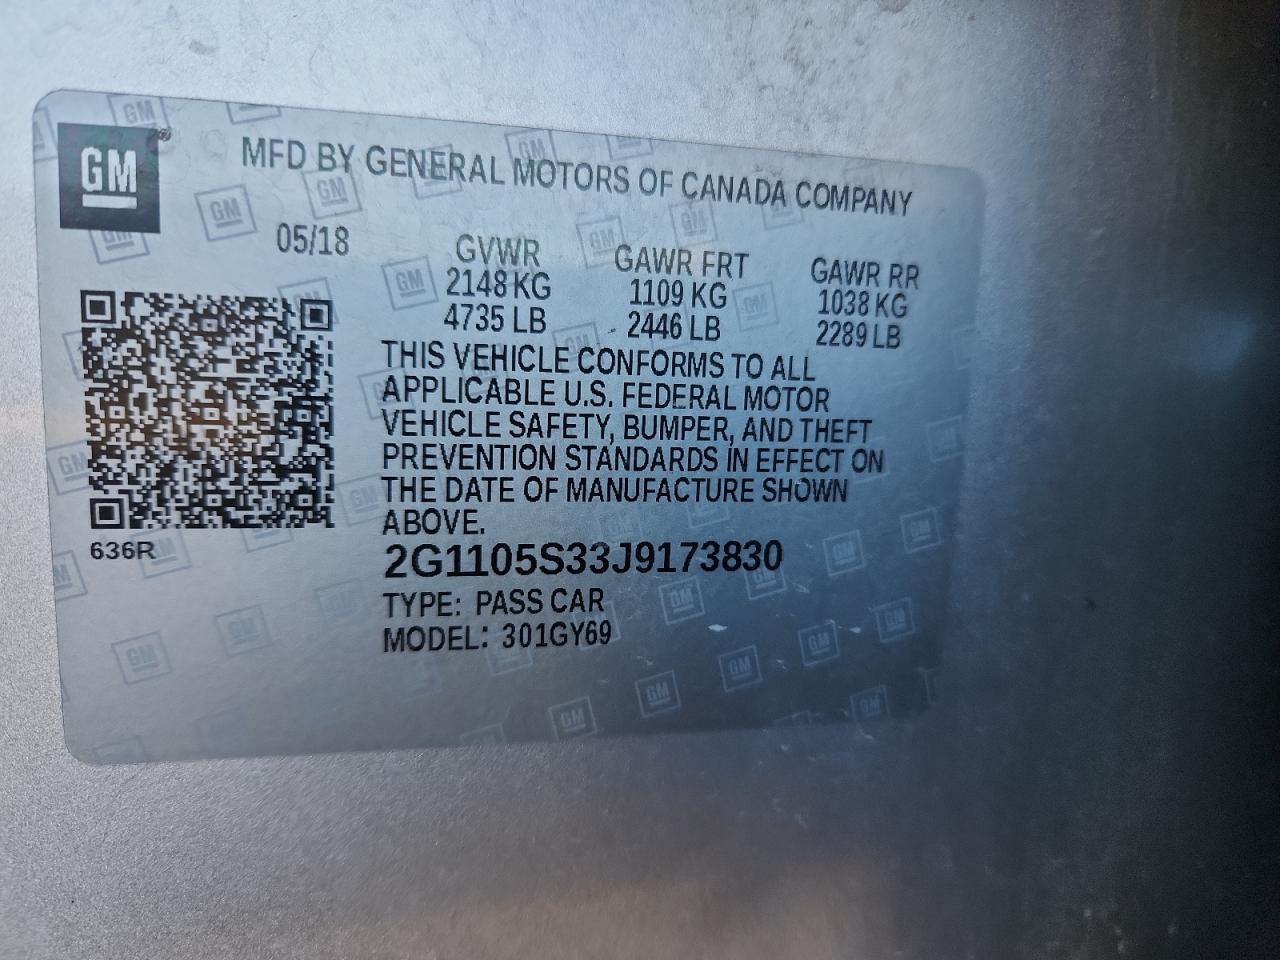 GM®
MFD BY GENERAL MOTORS OF CANADA COMPANY
05/18 GVWR GAWR FRT GAWR RR
2148 KG 1109 KG 1038 KG
4735 LB 2446 LB 2289 LB
THIS VEHICLE CONFORMS TO ALL
APPLICABLE U.S. FEDERAL MOTOR
VEHICLE SAFETY, BUMPER, AND THEFT
PREVENTION STANDARDS IN EFFECT ON
THE DATE OF MANUFACTURE SHOWN
ABOVE.
636R
2G1105S33J9173830
TYPE: PASS CAR
MODEL: 301GY69